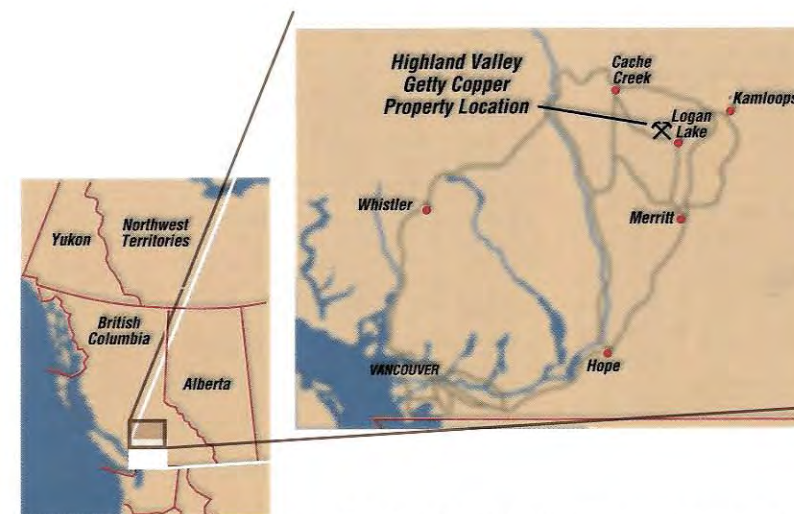 Highland Valley
Getty Copper
Property Location
Cache
Creek
Kamloops
Logan
Lake
Whistler
Merritt
VANCOUVER
Hope
Northwest
Territories
Yukon
British
Columbia
Alberta